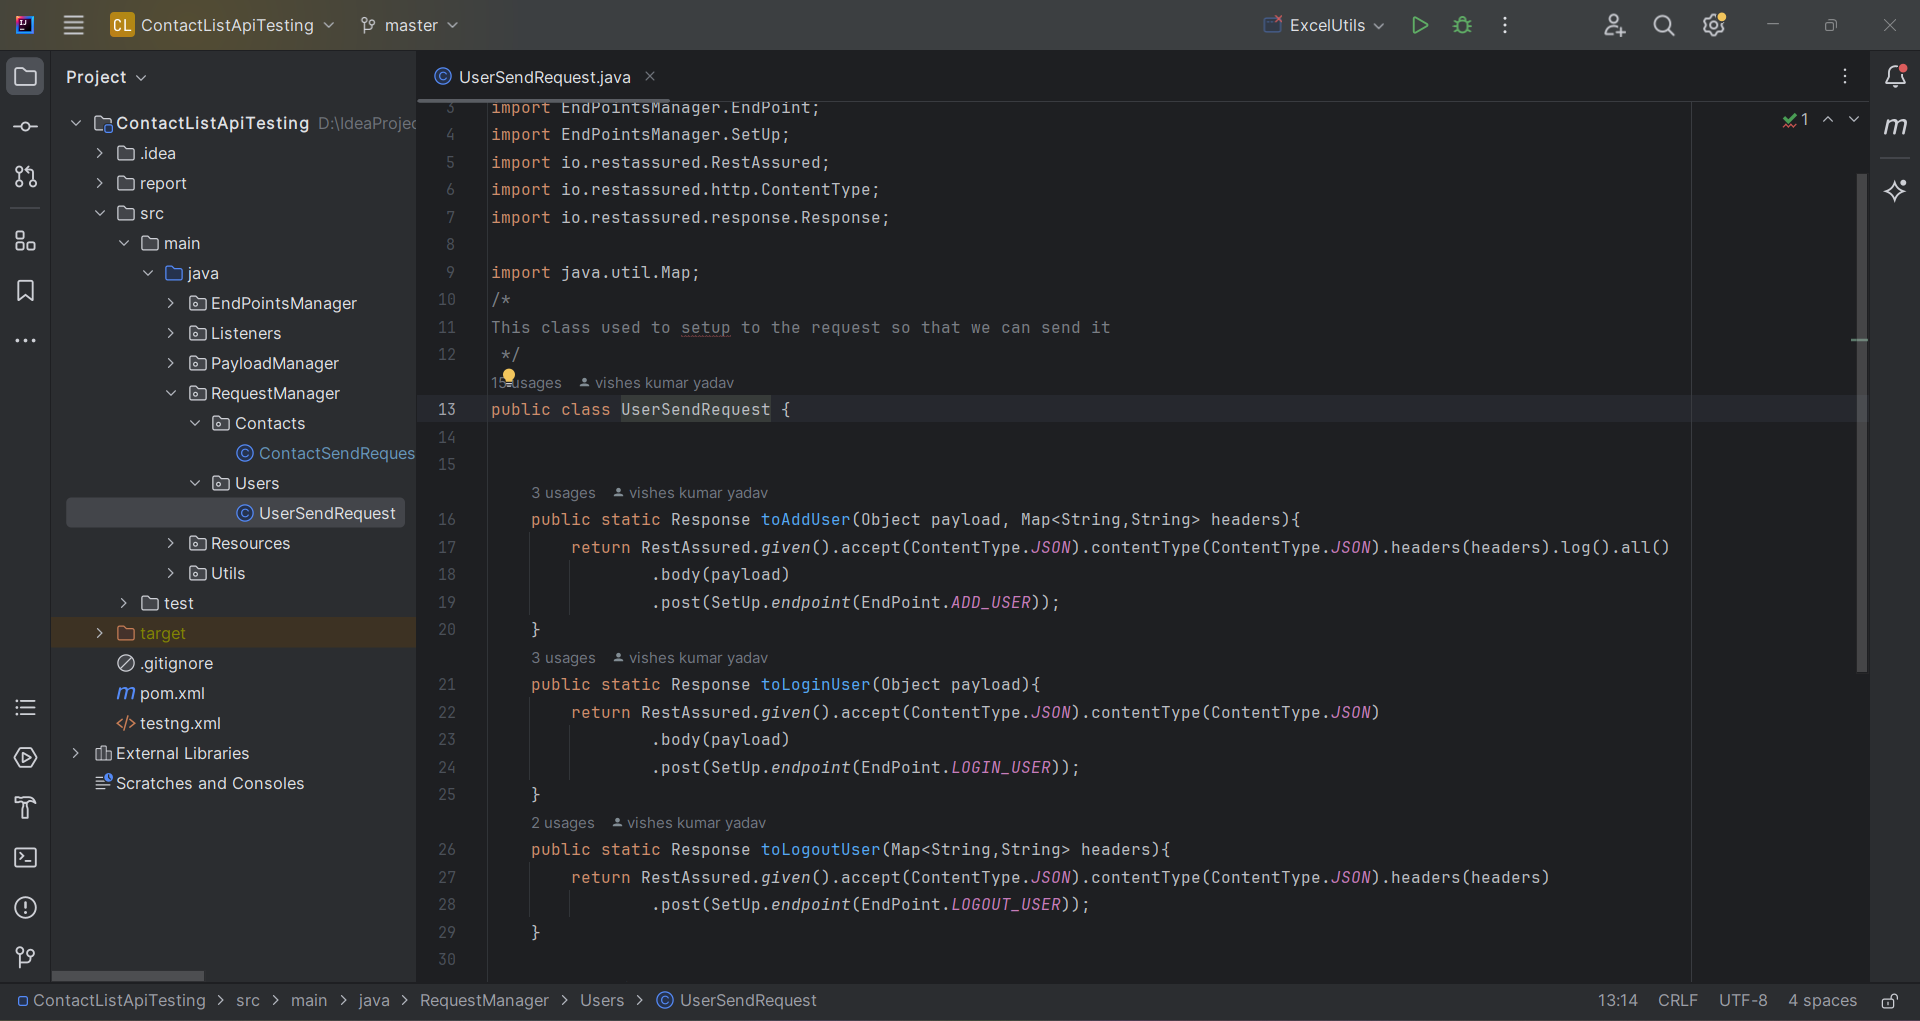 CL ContactListApiTesting master ExcelUtils
Project
ContactListApiTesting D:\IdeaProjec
.idea
report
src
main
java
EndPointsManager
Listeners
PayloadManager
RequestManager
Contacts
ContactSendReques
Users
UserSendRequest
Resources
Utils
test
target
.gitignore
pom.xml
testng.xml
External Libraries
Scratches and Consoles
UserSendRequest.java
1
3 import EndPointsManager.EndPoint;
4 import EndPointsManager.SetUp;
5 import io.restassured.RestAssured;
6 import io.restassured.http.ContentType;
7 import io.restassured.response.Response;
8
9 import java.util.Map;
10 /*
11 This class used to setup to the request so that we can send it
12 */
15 usages vishes kumar yadav
13 public class UserSendRequest {
14
15
3 usages vishes kumar yadav
16 public static Response toAddUser(Object payload, Map<String,String> headers){
17 return RestAssured.given().accept(ContentType.JSON).contentType(ContentType.JSON).headers(headers).log().all()
18 .body(payload)
19 .post(SetUp.endpoint(EndPoint.ADD_USER));
20 }
3 usages vishes kumar yadav
21 public static Response toLoginUser(Object payload){
22 return RestAssured.given().accept(ContentType.JSON).contentType(ContentType.JSON)
23 .body(payload)
24 .post(SetUp.endpoint(EndPoint.LOGIN_USER));
25 }
2 usages vishes kumar yadav
26 public static Response toLogoutUser(Map<String,String> headers){
27 return RestAssured.given().accept(ContentType.JSON).contentType(ContentType.JSON).headers(headers)
28 .post(SetUp.endpoint(EndPoint.LOGOUT_USER));
29 }
30
ContactListApiTesting > src > main > java > RequestManager > Users > UserSendRequest 13:14 CRLF UTF-8 4 spaces